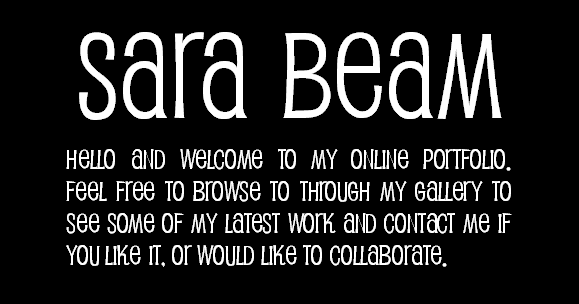 Sara Beam
Hello and welcome to my online portfolio.
Feel free to browse to through my gallery to
see some of my latest work and contact me if
you like it, or would like to collaborate.